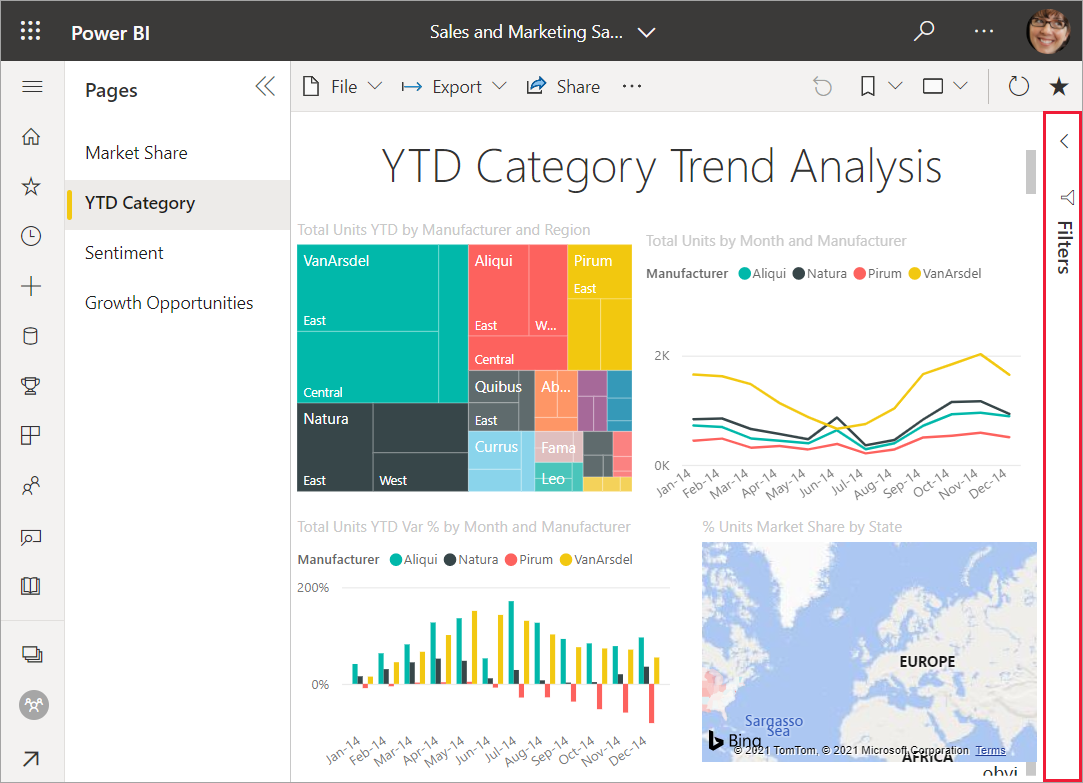 Power BI
Sales and Marketing Sa...
Pages
Market Share
YTD Category
Sentiment
Growth Opportunities
File
Export
Share
Filters
YTD Category Trend Analysis
Total Units YTD by Manufacturer and Region
VanArsdel
East
Central
Natura
East
West
Aliqui
East
W...
Central
Pirum
East
Quibus
East
Ab...
Currus
Fama
Leo
Total Units by Month and Manufacturer
Manufacturer Aliqui Natura Pirum VanArsdel
2K
0K
Jan-14 Feb-14 Mar-14 Apr-14 May-14 Jun-14 Jul-14 Aug-14 Sep-14 Oct-14 Nov-14 Dec-14
Total Units YTD Var % by Month and Manufacturer
Manufacturer Aliqui Natura Pirum VanArsdel
200%
0%
Jan-14 Feb-14 Mar-14 Apr-14 May-14 Jun-14 Jul-14 Aug-14 Sep-14 Oct-14 Nov-14 Dec-14
% Units Market Share by State
EUROPE
Sargasso
Sea
Bing
© 2021 TomTom, © 2021 Microsoft Corporation Terms
AFRICA
obvi